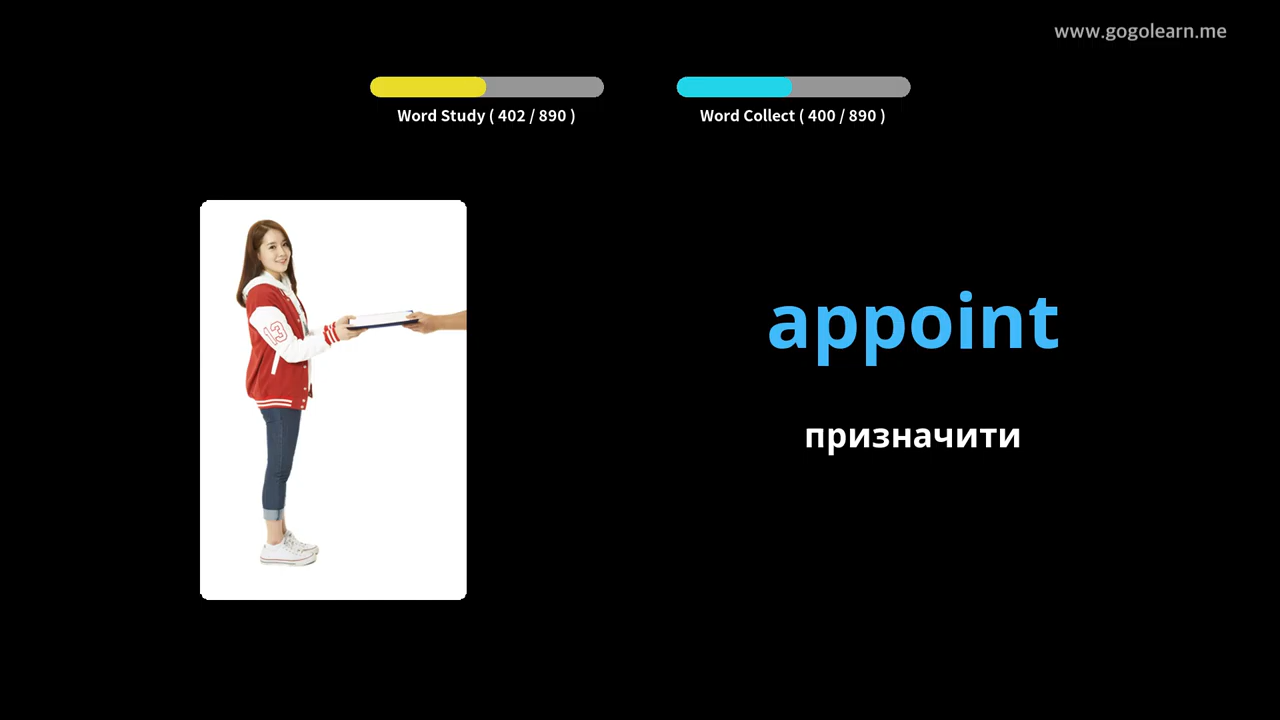 www.gogolearn.me
Word Study ( 402 / 890 )
Word Collect ( 400 / 890 )
13
appoint
призначити